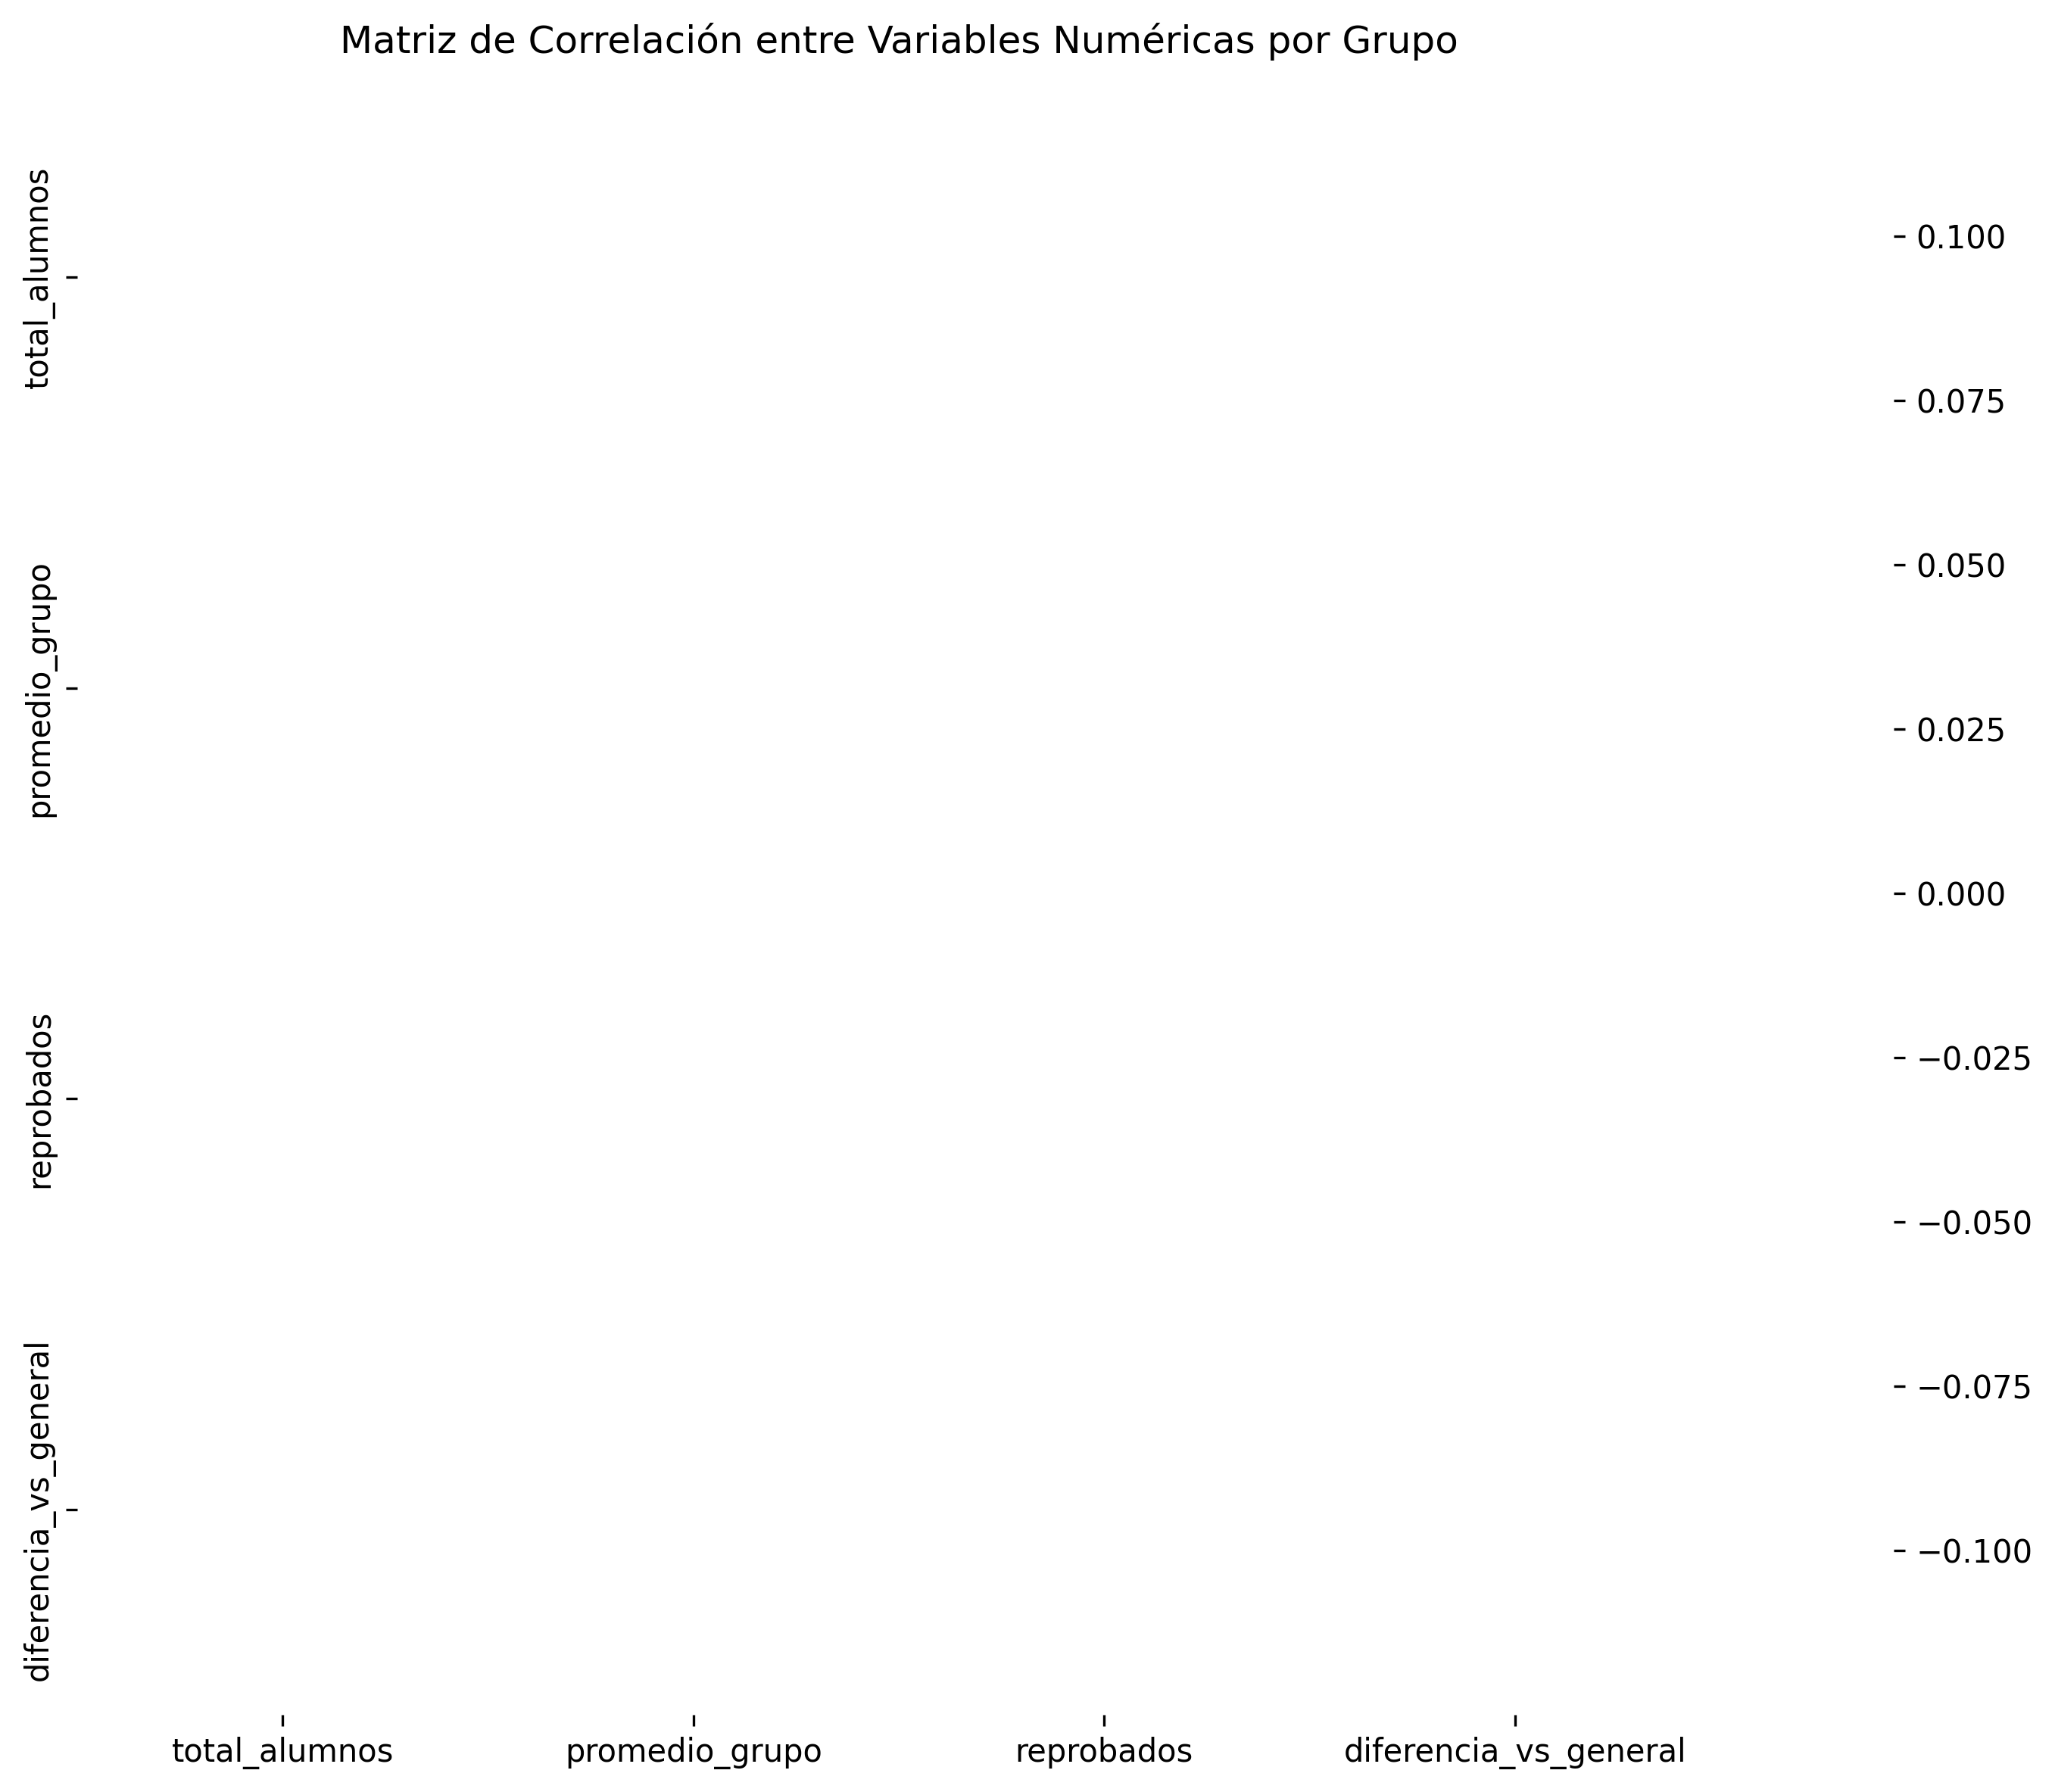 Matriz de Correlación entre Variables Numéricas por Grupo
total_alumnos
promedio_grupo
reprobados
diferencia_vs_general
total_alumnos
promedio_grupo
reprobados
diferencia_vs_general
0.100
0.075
0.050
0.025
0.000
−0.025
−0.050
−0.075
−0.100